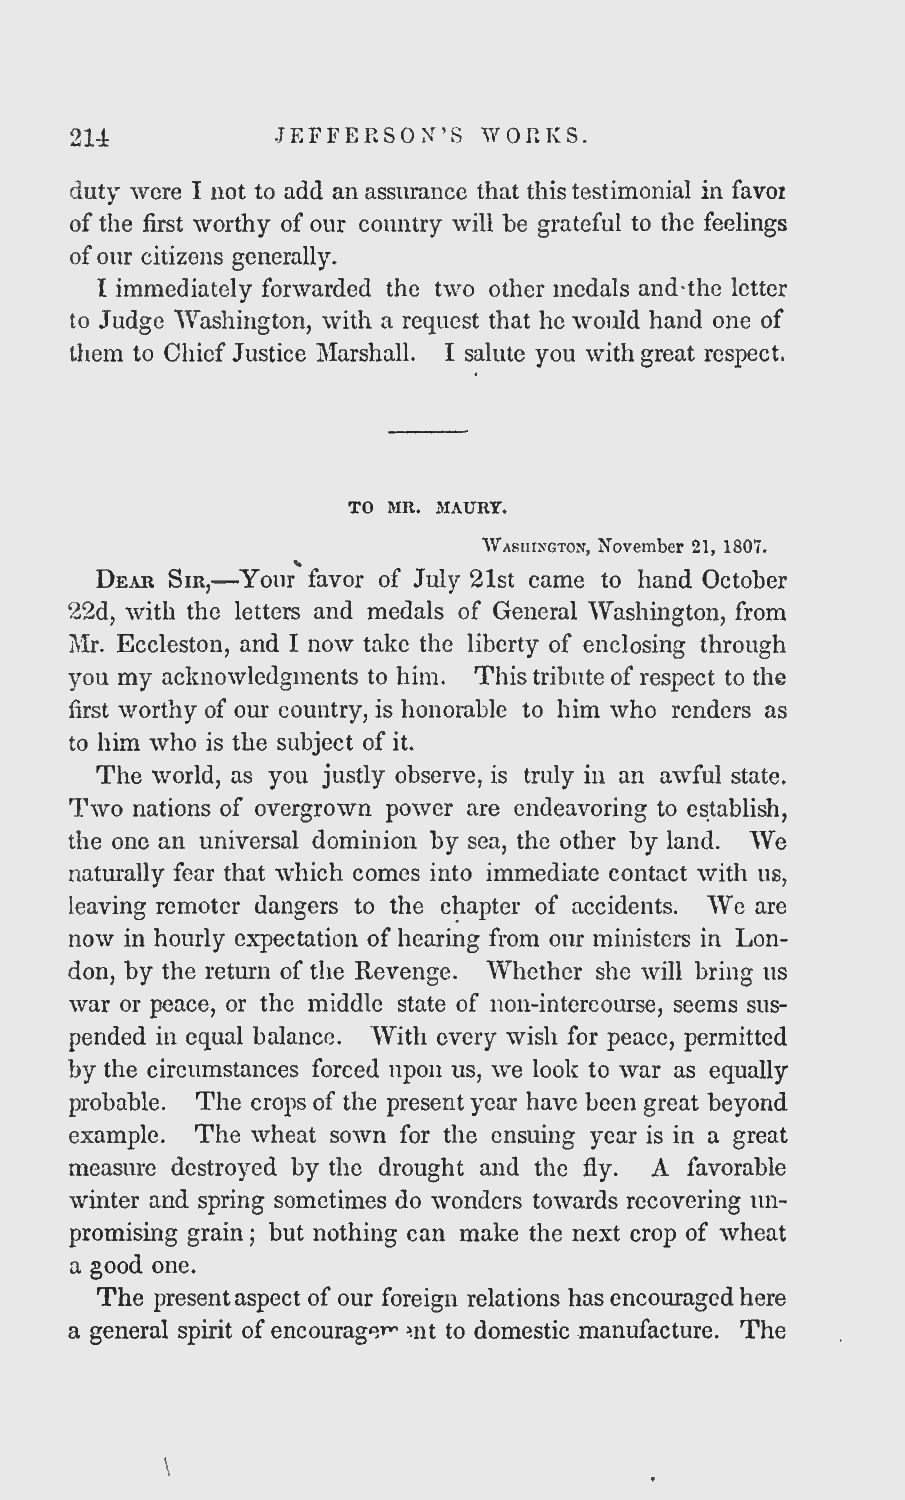 214 JEFFERSON'S WORKS.
duty were I not to add an assurance that this testimonial in favor
of the first worthy of our country will be grateful to the feelings
of our citizens generally.
I immediately forwarded the two other medals and the letter
to Judge Washington, with a request that he would hand one of
them to Chief Justice Marshall. I salute you with great respect.
TO MR. MAURY.
WASHINGTON, November 21, 1807.
DEAR SIR,—Your favor of July 21st came to hand October
22d, with the letters and medals of General Washington, from
Mr. Eccleston, and I now take the liberty of enclosing through
you my acknowledgments to him. This tribute of respect to the
first worthy of our country, is honorable to him who renders as
to him who is the subject of it.
The world, as you justly observe, is truly in an awful state.
Two nations of overgrown power are endeavoring to establish,
the one an universal dominion by sea, the other by land. We
naturally fear that which comes into immediate contact with us,
leaving remoter dangers to the chapter of accidents. We are
now in hourly expectation of hearing from our ministers in Lon-
don, by the return of the Revenge. Whether she will bring us
war or peace, or the middle state of non-intercourse, seems sus-
pended in equal balance. With every wish for peace, permitted
by the circumstances forced upon us, we look to war as equally
probable. The crops of the present year have been great beyond
example. The wheat sown for the ensuing year is in a great
measure destroyed by the drought and the fly. A favorable
winter and spring sometimes do wonders towards recovering un-
promising grain; but nothing can make the next crop of wheat
a good one.
The present aspect of our foreign relations has encouraged here
a general spirit of encouragement to domestic manufacture. The